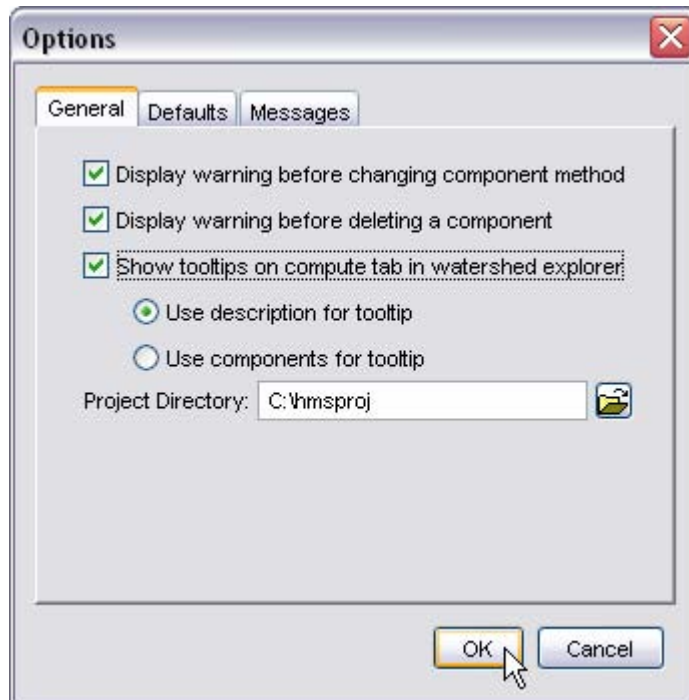 Options
General Defaults Messages
Display warning before changing component method
Display warning before deleting a component
Show tooltips on compute tab in watershed explorer
Use description for tooltip
Use components for tooltip
Project Directory: C:\hmsproj
OK Cancel